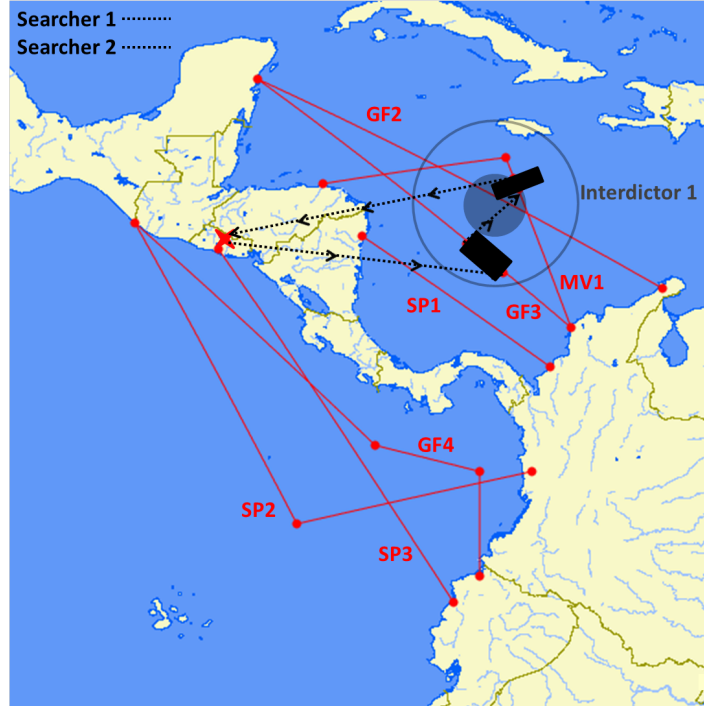 Searcher 1
Searcher 2
GF2
Interdictor 1
MV1
SP1
GF3
GF4
SP2
SP3